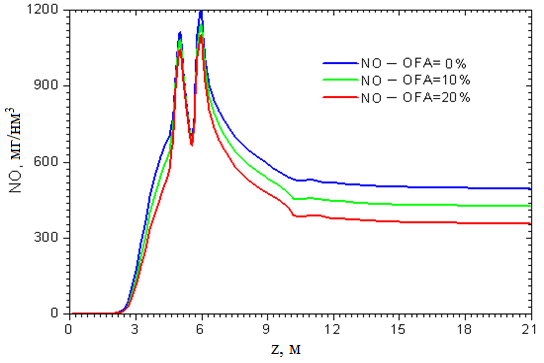 1200
900
600
300
0
NO, мг/нм³
NO — OFA= 0%
NO — OFA=10%
NO — OFA=20%
0 3 6 9 12 15 18 21
z, м